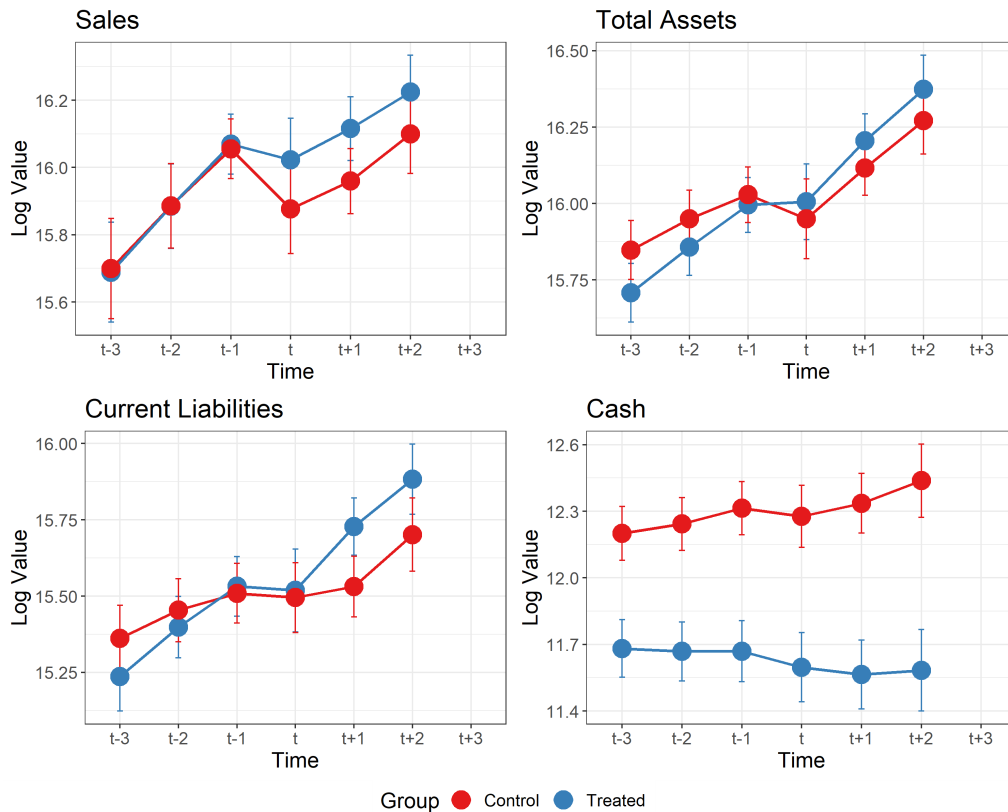 Sales
Log Value
16.2
16.0
15.8
15.6
t-3 t-2 t-1 t t+1 t+2 t+3
Time
Total Assets
Log Value
16.50
16.25
16.00
15.75
t-3 t-2 t-1 t t+1 t+2 t+3
Time
Current Liabilities
Log Value
16.00
15.75
15.50
15.25
t-3 t-2 t-1 t t+1 t+2 t+3
Time
Cash
Log Value
12.6
12.3
12.0
11.7
11.4
t-3 t-2 t-1 t t+1 t+2 t+3
Time
Group Control Treated